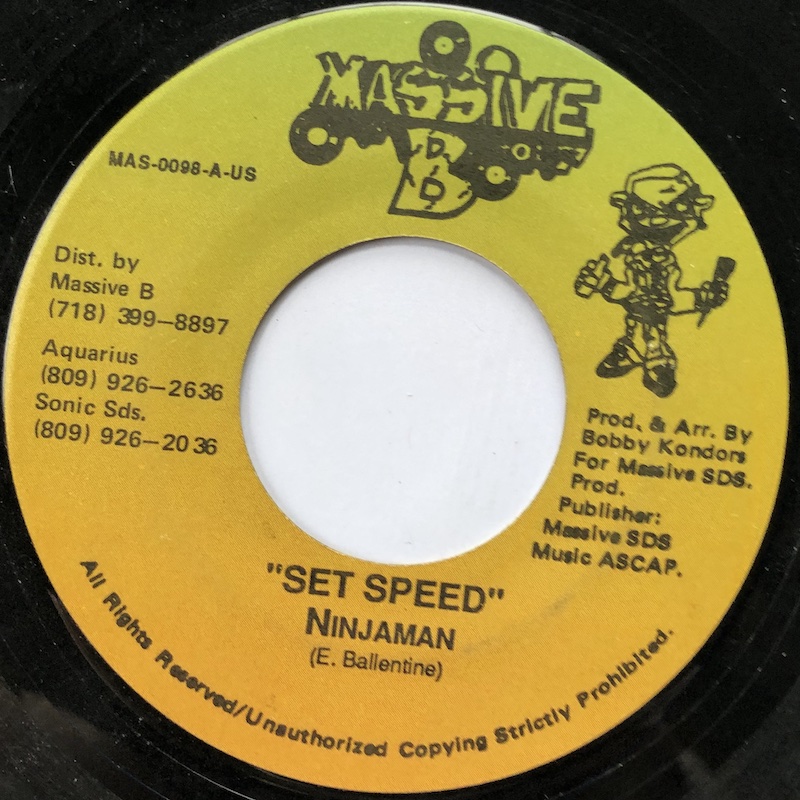 MASSIVE
B
MAS-0098-A-US
Dist. by
Massive B
(718) 399-8897
Aquarius
(809) 926-2636
Sonic Sds.
(809) 926-2036
Prod. & Arr. By
Bobby Kondors
For Massive SDS.
Prod.
Publisher:
Massive SDS
Music ASCAP.
"SET SPEED"
NINJAMAN
(E. Ballentine)
All Rights Reserved/Unauthorized Copying Strictly Prohibited.